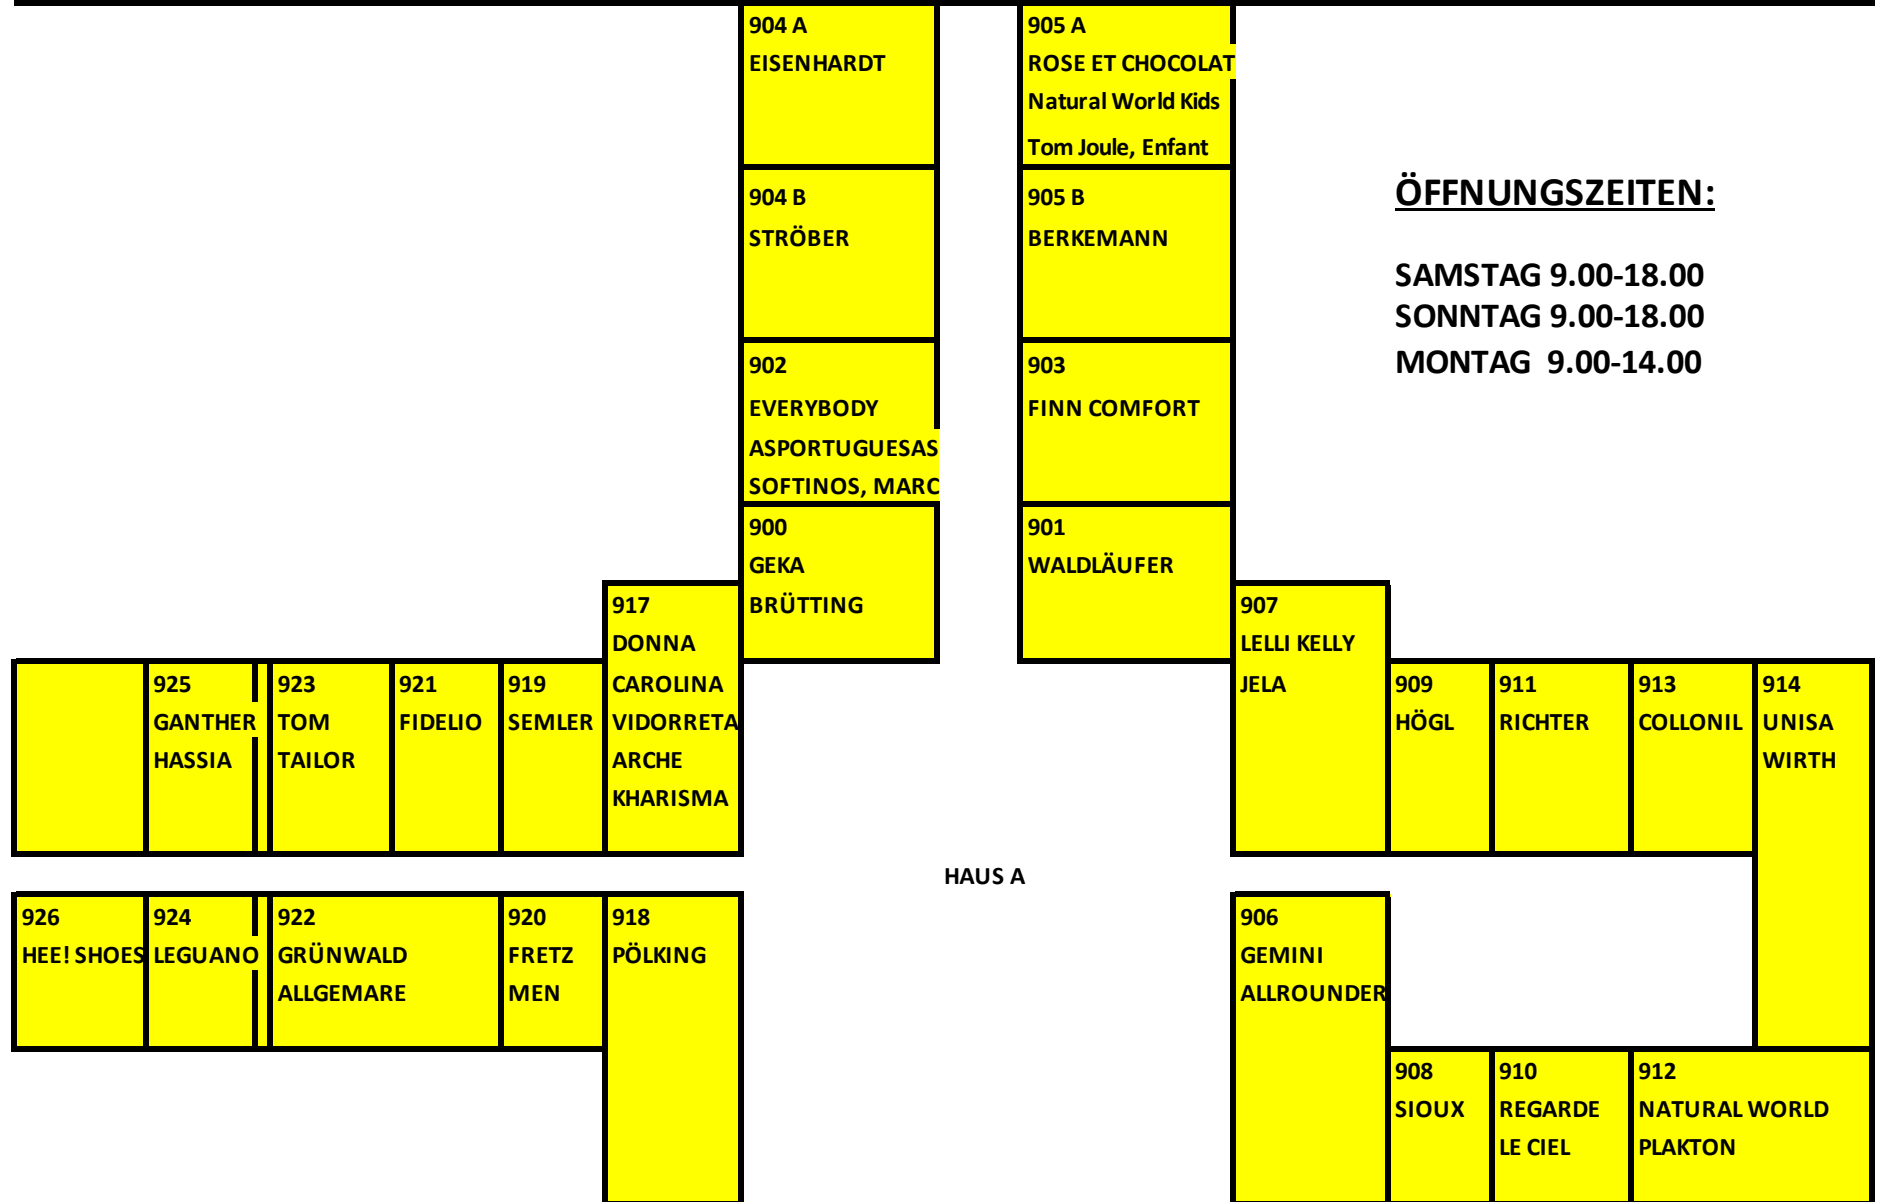 904 A
EISENHARDT
905 A
ROSE ET CHOCOLAT
Natural World Kids
Tom Joule, Enfant
904 B
STRÖBER
905 B
BERKEMANN
ÖFFNUNGSZEITEN:
SAMSTAG 9.00-18.00
SONNTAG 9.00-18.00
MONTAG 9.00-14.00
902
EVERYBODY
ASPORTUGUESAS
SOFTINOS, MARC
903
FINN COMFORT
900
GEKA
BRÜTTING
901
WALDLÄUFER
925
GANTHER
HASSIA
923
TOM
TAILOR
921
FIDELIO
919
SEMLER
917
DONNA
CAROLINA
VIDORRETA
ARCHE
KHARISMA
907
LELLI KELLY
JELA
909
HÖGL
911
RICHTER
913
COLLONIL
914
UNISA
WIRTH
HAUS A
926
HEE! SHOES
924
LEGUANO
922
GRÜNWALD
ALLGEMARE
920
FRETZ
MEN
918
PÖLKING
906
GEMINI
ALLROUNDER
908
SIOUX
910
REGARDE
LE CIEL
912
NATURAL WORLD
PLAKTON